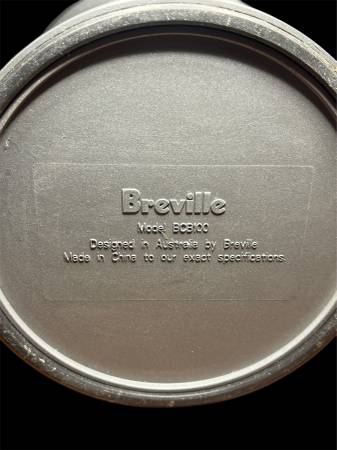 Breville
Model BCB100
Designed in Australia by Breville
Made in China to our exact specifications.